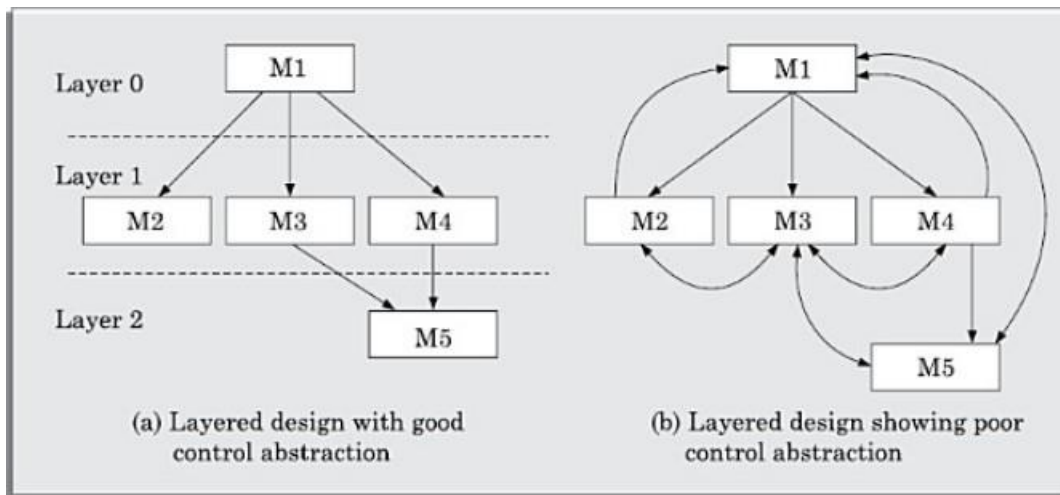 Layer 0
M1
Layer 1
M2 M3 M4
Layer 2
M5
(a) Layered design with good
control abstraction
M1
M2 M3 M4
M5
(b) Layered design showing poor
control abstraction